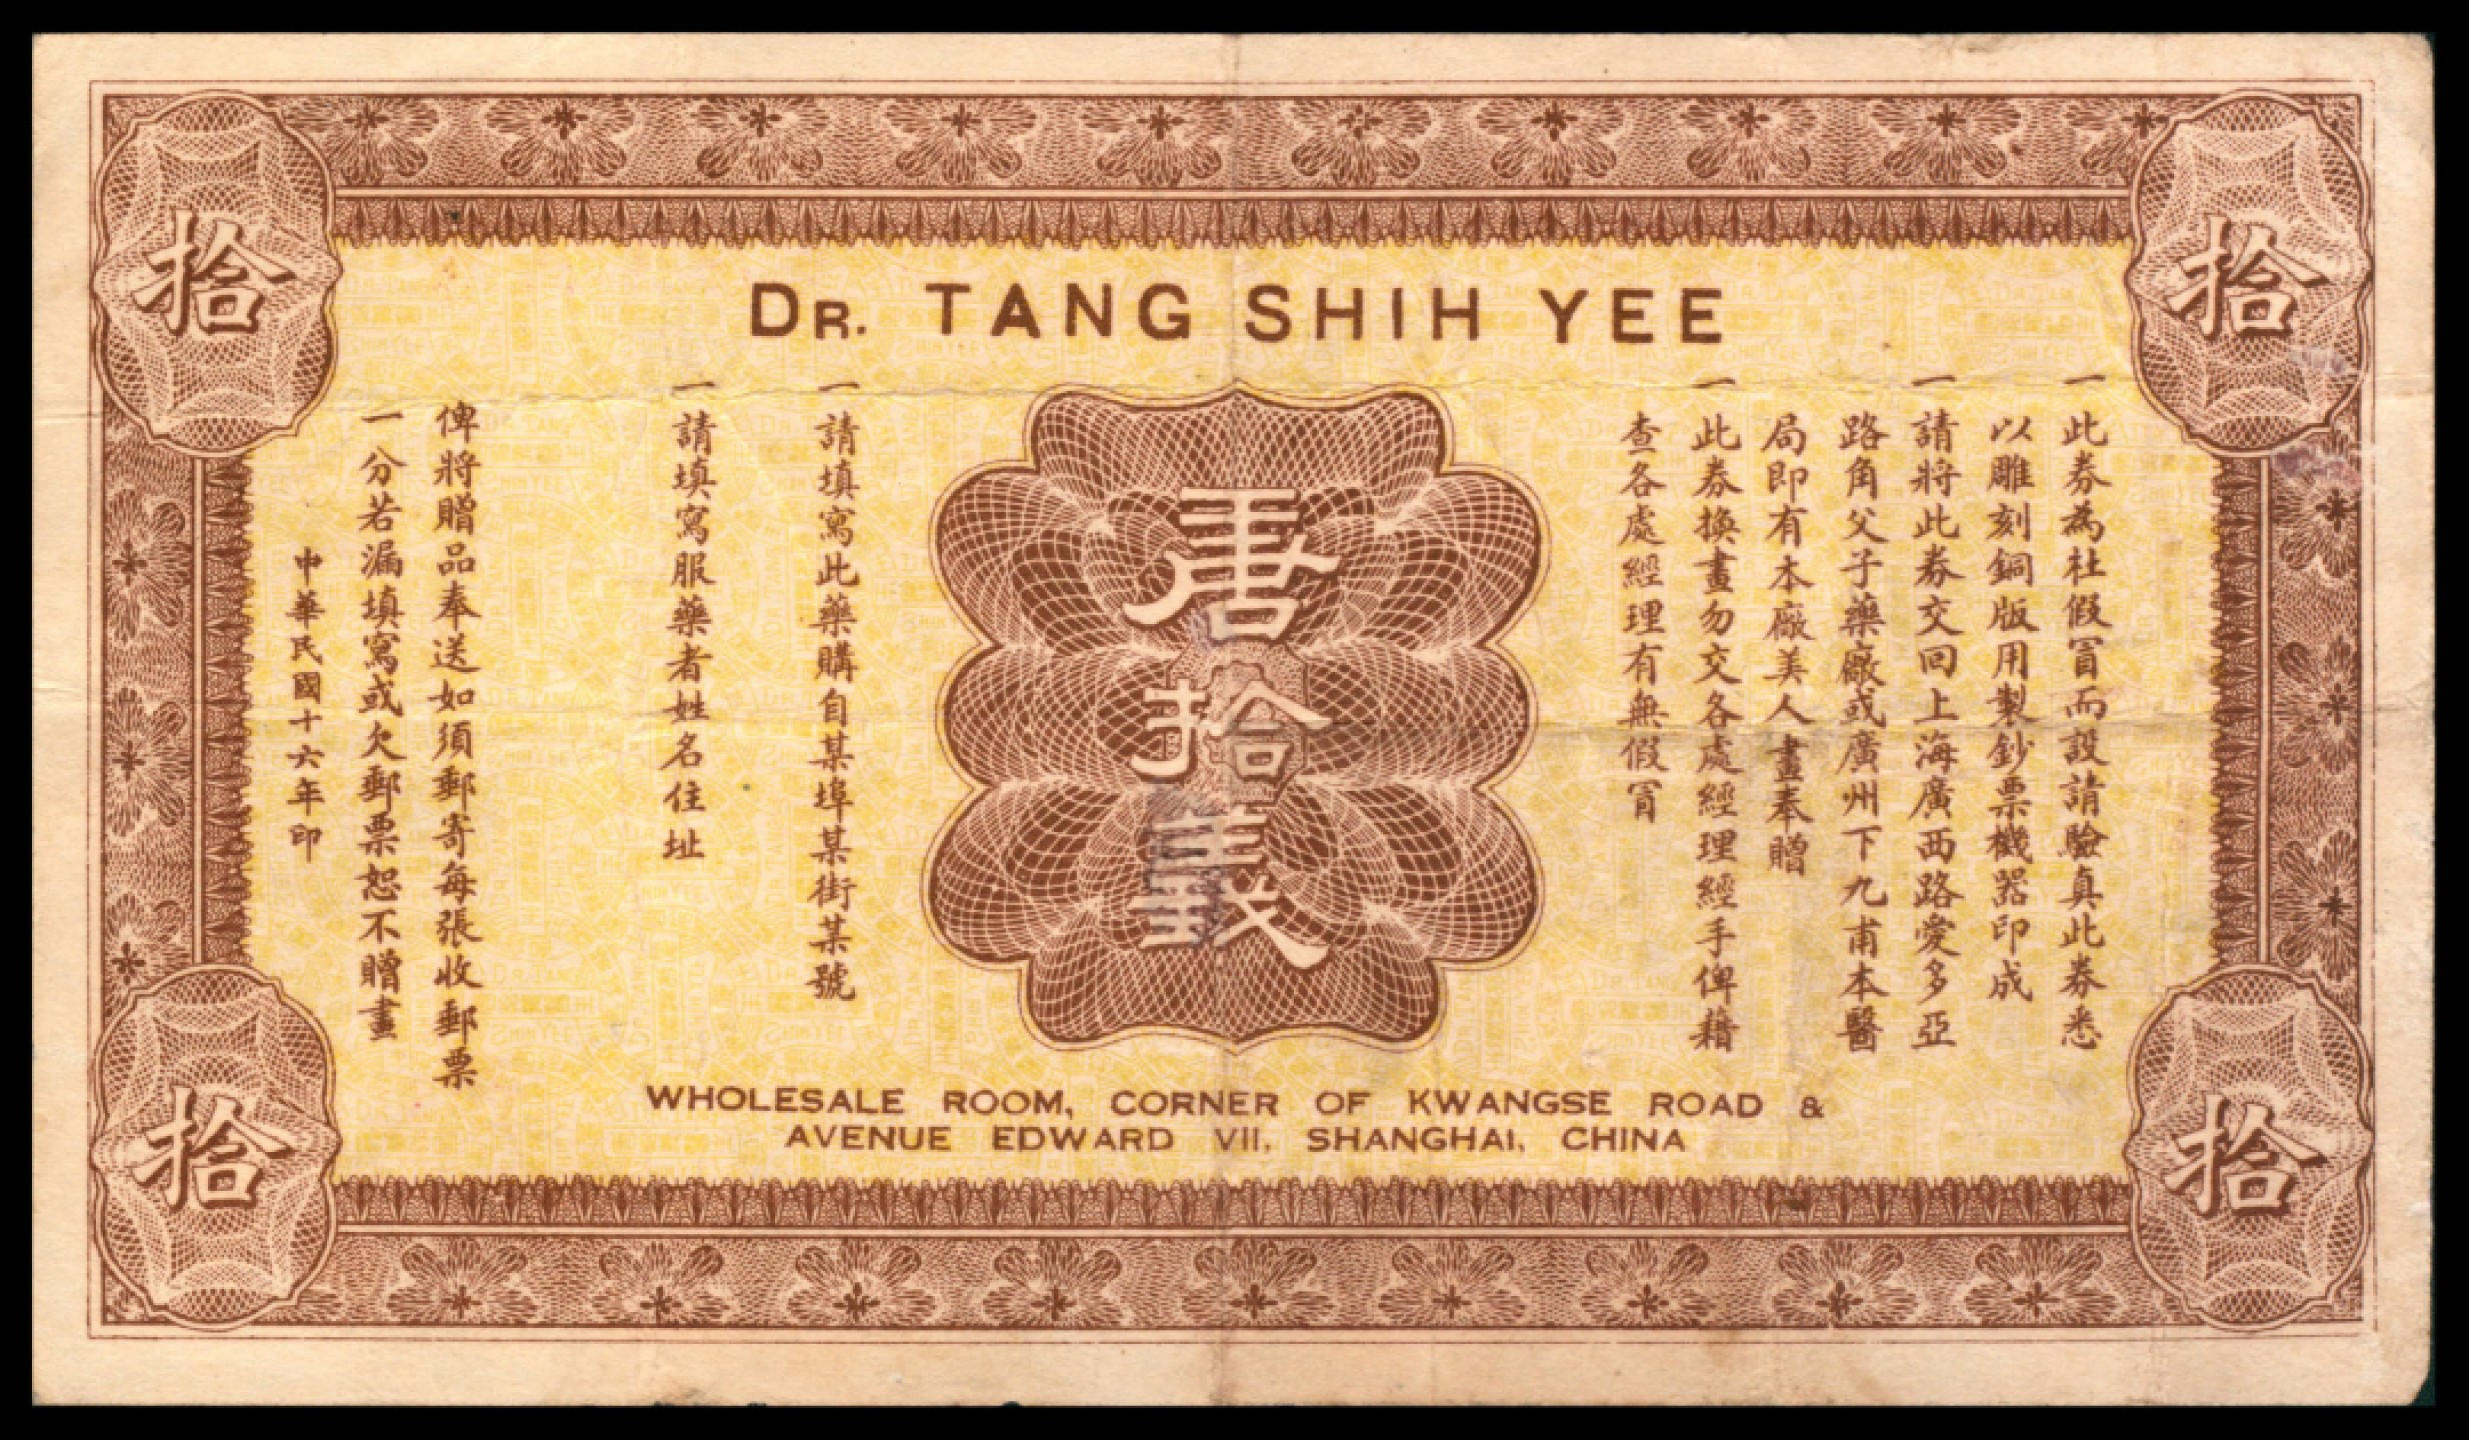 拾
拾
DR. TANG SHIH YEE
一此券為杜假冒而設請驗真此券悉
以雕刻銅版用製鈔票機器印成
一請將此券交回上海廣西路愛多亞
路角父子藥廠或廣州下九甫本醫
局即有本廠美人畫奉贈
一此券換畫勿交各處經理經手俾藉
查各處經理有無假冒
唐拾義
一請填寫此藥購自某埠某街某號
一請填寫服藥者姓名住址
俾將贈品奉送如須郵寄每張收郵票
一分若漏填寫或欠郵票恕不贈畫
中華民國十六年印
WHOLESALE ROOM, CORNER OF KWANGSE ROAD &
AVENUE EDWARD VII, SHANGHAI, CHINA
拾
拾